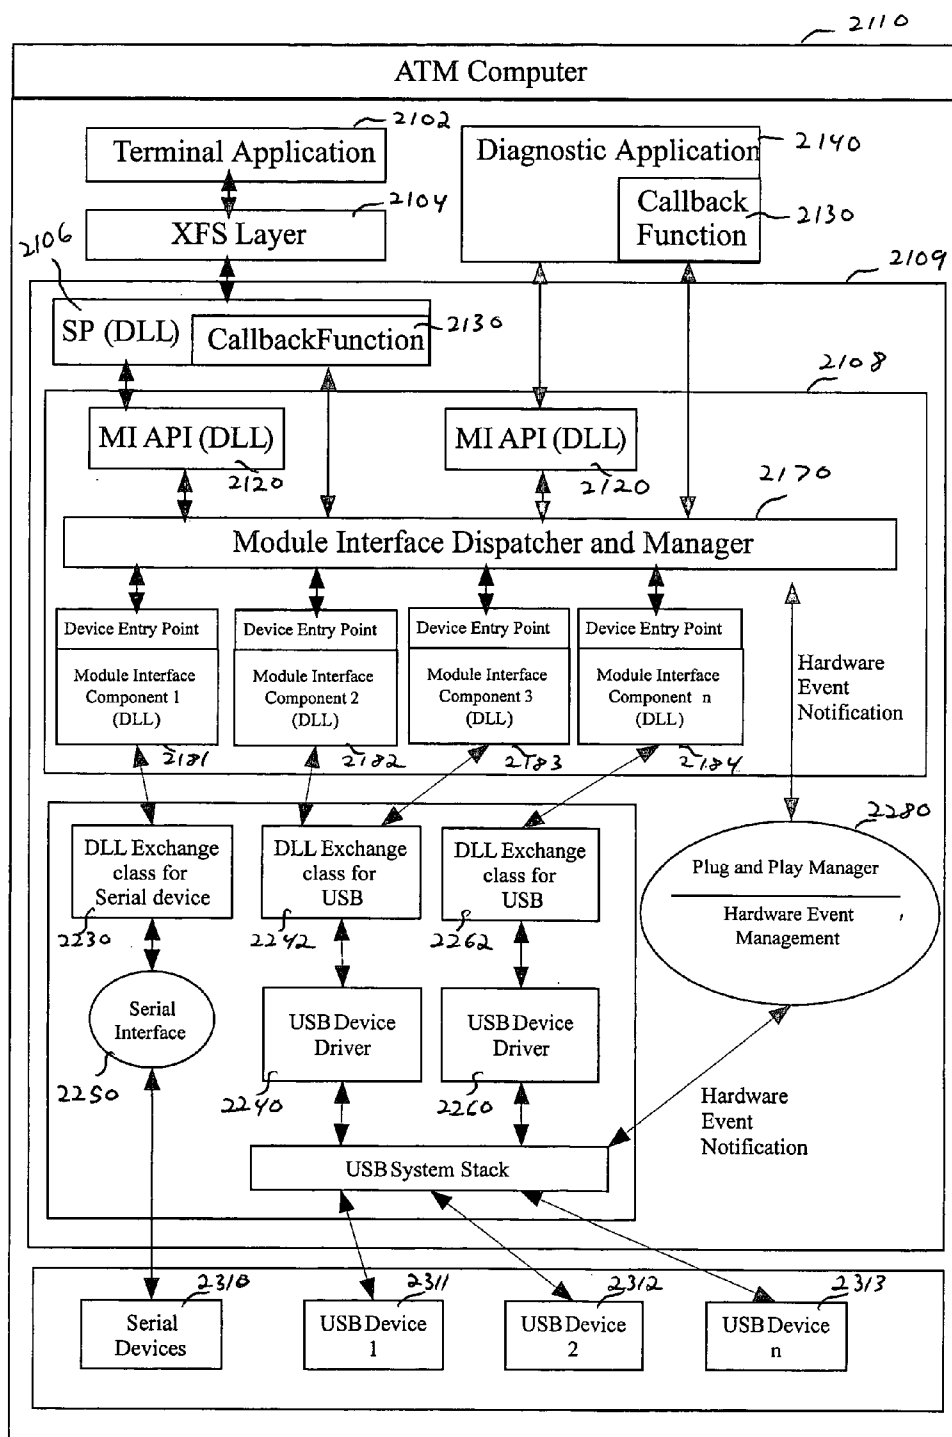 2110
ATM Computer
2102
Terminal Application
2104
XFS Layer
2140
Diagnostic Application
Callback
Function
2130
2109
2106
SP (DLL)
CallbackFunction
2130
2108
MI API (DLL)
2120
MI API (DLL)
2120
2170
Module Interface Dispatcher and Manager
Device Entry Point
Module Interface
Component 1
(DLL)
2181
Device Entry Point
Module Interface
Component 2
(DLL)
2182
Device Entry Point
Module Interface
Component 3
(DLL)
2183
Device Entry Point
Module Interface
Component n
(DLL)
2184
Hardware
Event
Notification
DLL Exchange
class for
Serial device
2230
DLL Exchange
class for
USB
2242
DLL Exchange
class for
USB
2262
2280
Plug and Play Manager
Hardware Event
Management
Serial
Interface
2250
USB Device
Driver
2240
USB Device
Driver
2260
Hardware
Event
Notification
USB System Stack
2310
Serial
Devices
2311
USB Device
1
2312
USB Device
2
2313
USB Device
n